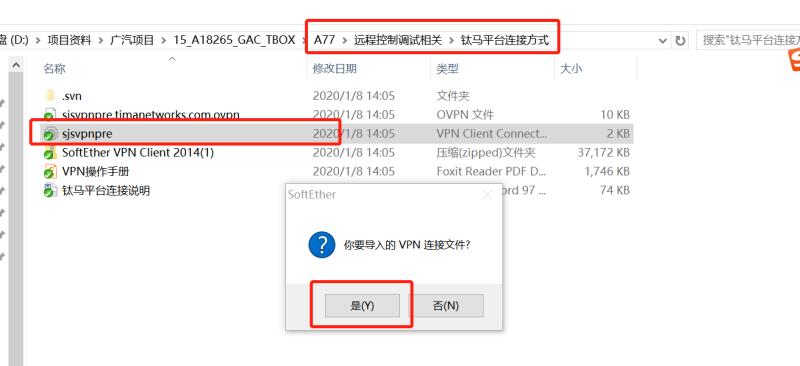 盘 (D:) › 项目资料 › 广汽项目 › 15_A18265_GAC_TBOX › A77 › 远程控制调试相关 › 钛马平台连接方式
搜索"钛马平台连接方
名称 修改日期 类型 大小
.svn 2020/1/8 14:05 文件夹
sjsvpnpre.timanetworks.com.ovpn 2020/1/8 14:05 OVPN 文件 10 KB
sjsvpnpre 2020/1/8 14:05 VPN Client Connect... 2 KB
SoftEther VPN Client 2014(1) 2020/1/8 14:05 压缩(zipped)文件夹 37,172 KB
VPN操作手册 2020/1/8 14:05 Foxit Reader PDF D... 1,746 KB
钛马平台连接说明 ord 97 ... 74 KB
SoftEther
你要导入的 VPN 连接文件?
是(Y) 否(N)